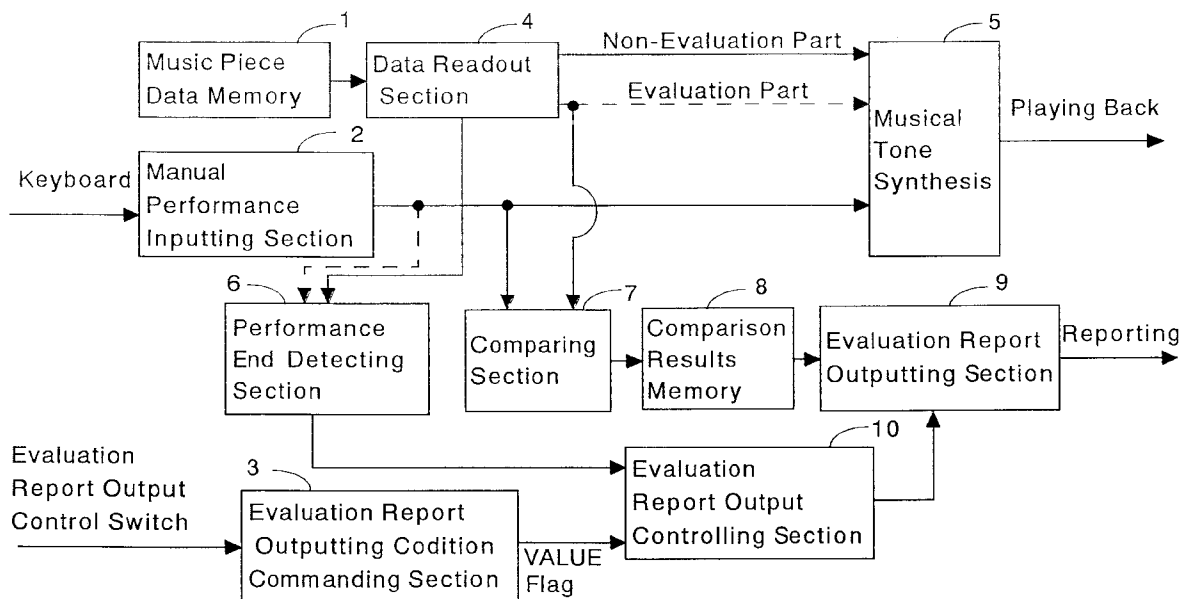 1
Music Piece
Data Memory
4
Data Readout
Section
Non-Evaluation Part
Evaluation Part
5
Musical
Tone
Synthesis
Playing Back
2
Keyboard
Manual
Performance
Inputting Section
6
Performance
End Detecting
Section
7
Comparing
Section
8
Comparison
Results
Memory
9
Evaluation Report
Outputting Section
Reporting
10
Evaluation
Report Output
Controlling Section
Evaluation
Report Output
Control Switch
3
Evaluation Report
Outputting Codition
Commanding Section
VALUE
Flag